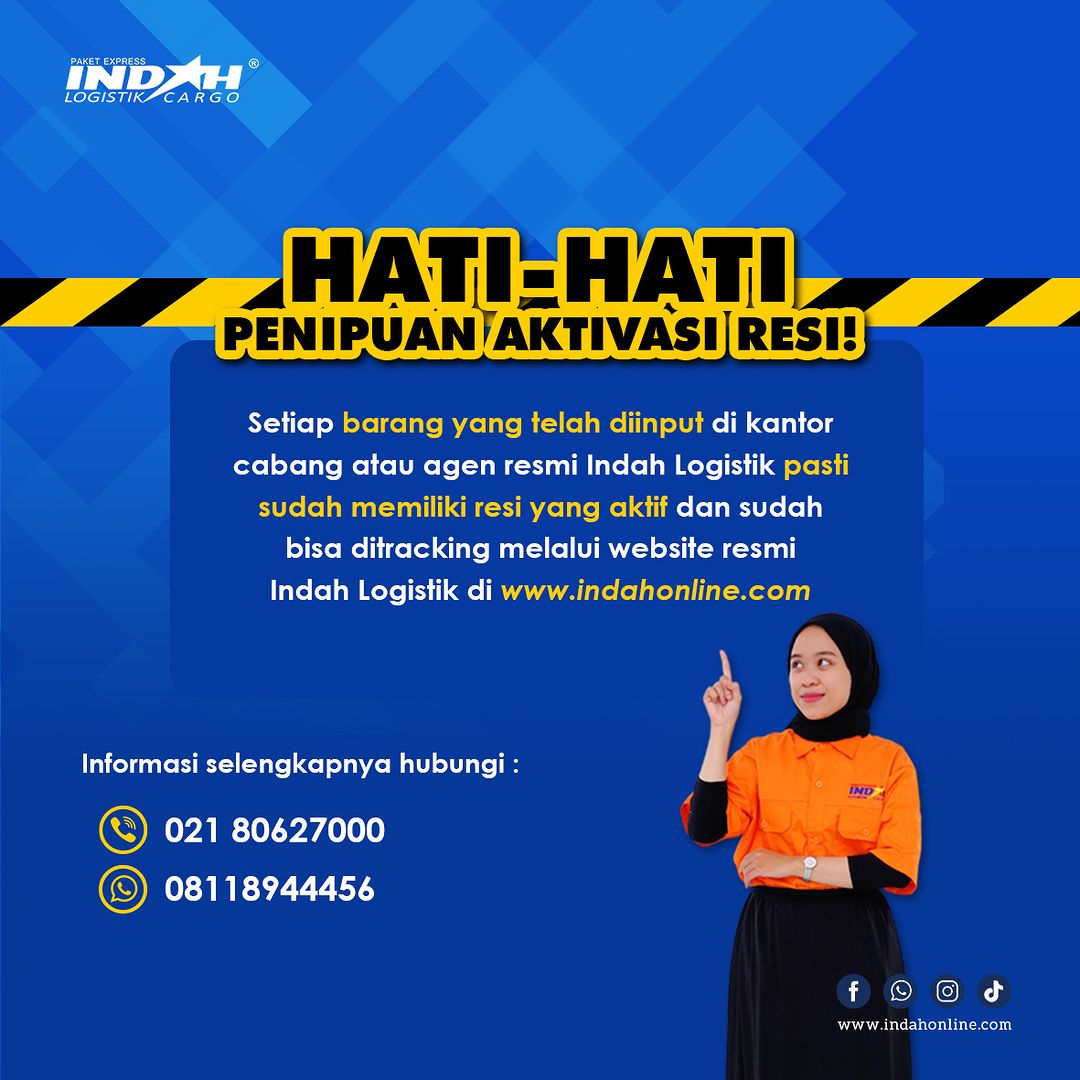 PAKET EXPRESS
INDAH®
LOGISTIK CARGO
HATI-HATI
PENIPUAN AKTIVASI RESI!
Setiap barang yang telah diinput di kantor
cabang atau agen resmi Indah Logistik pasti
sudah memiliki resi yang aktif dan sudah
bisa ditracking melalui website resmi
Indah Logistik di www.indahonline.com
INDAH
Informasi selengkapnya hubungi :
021 80627000
08118944456
www.indahonline.com